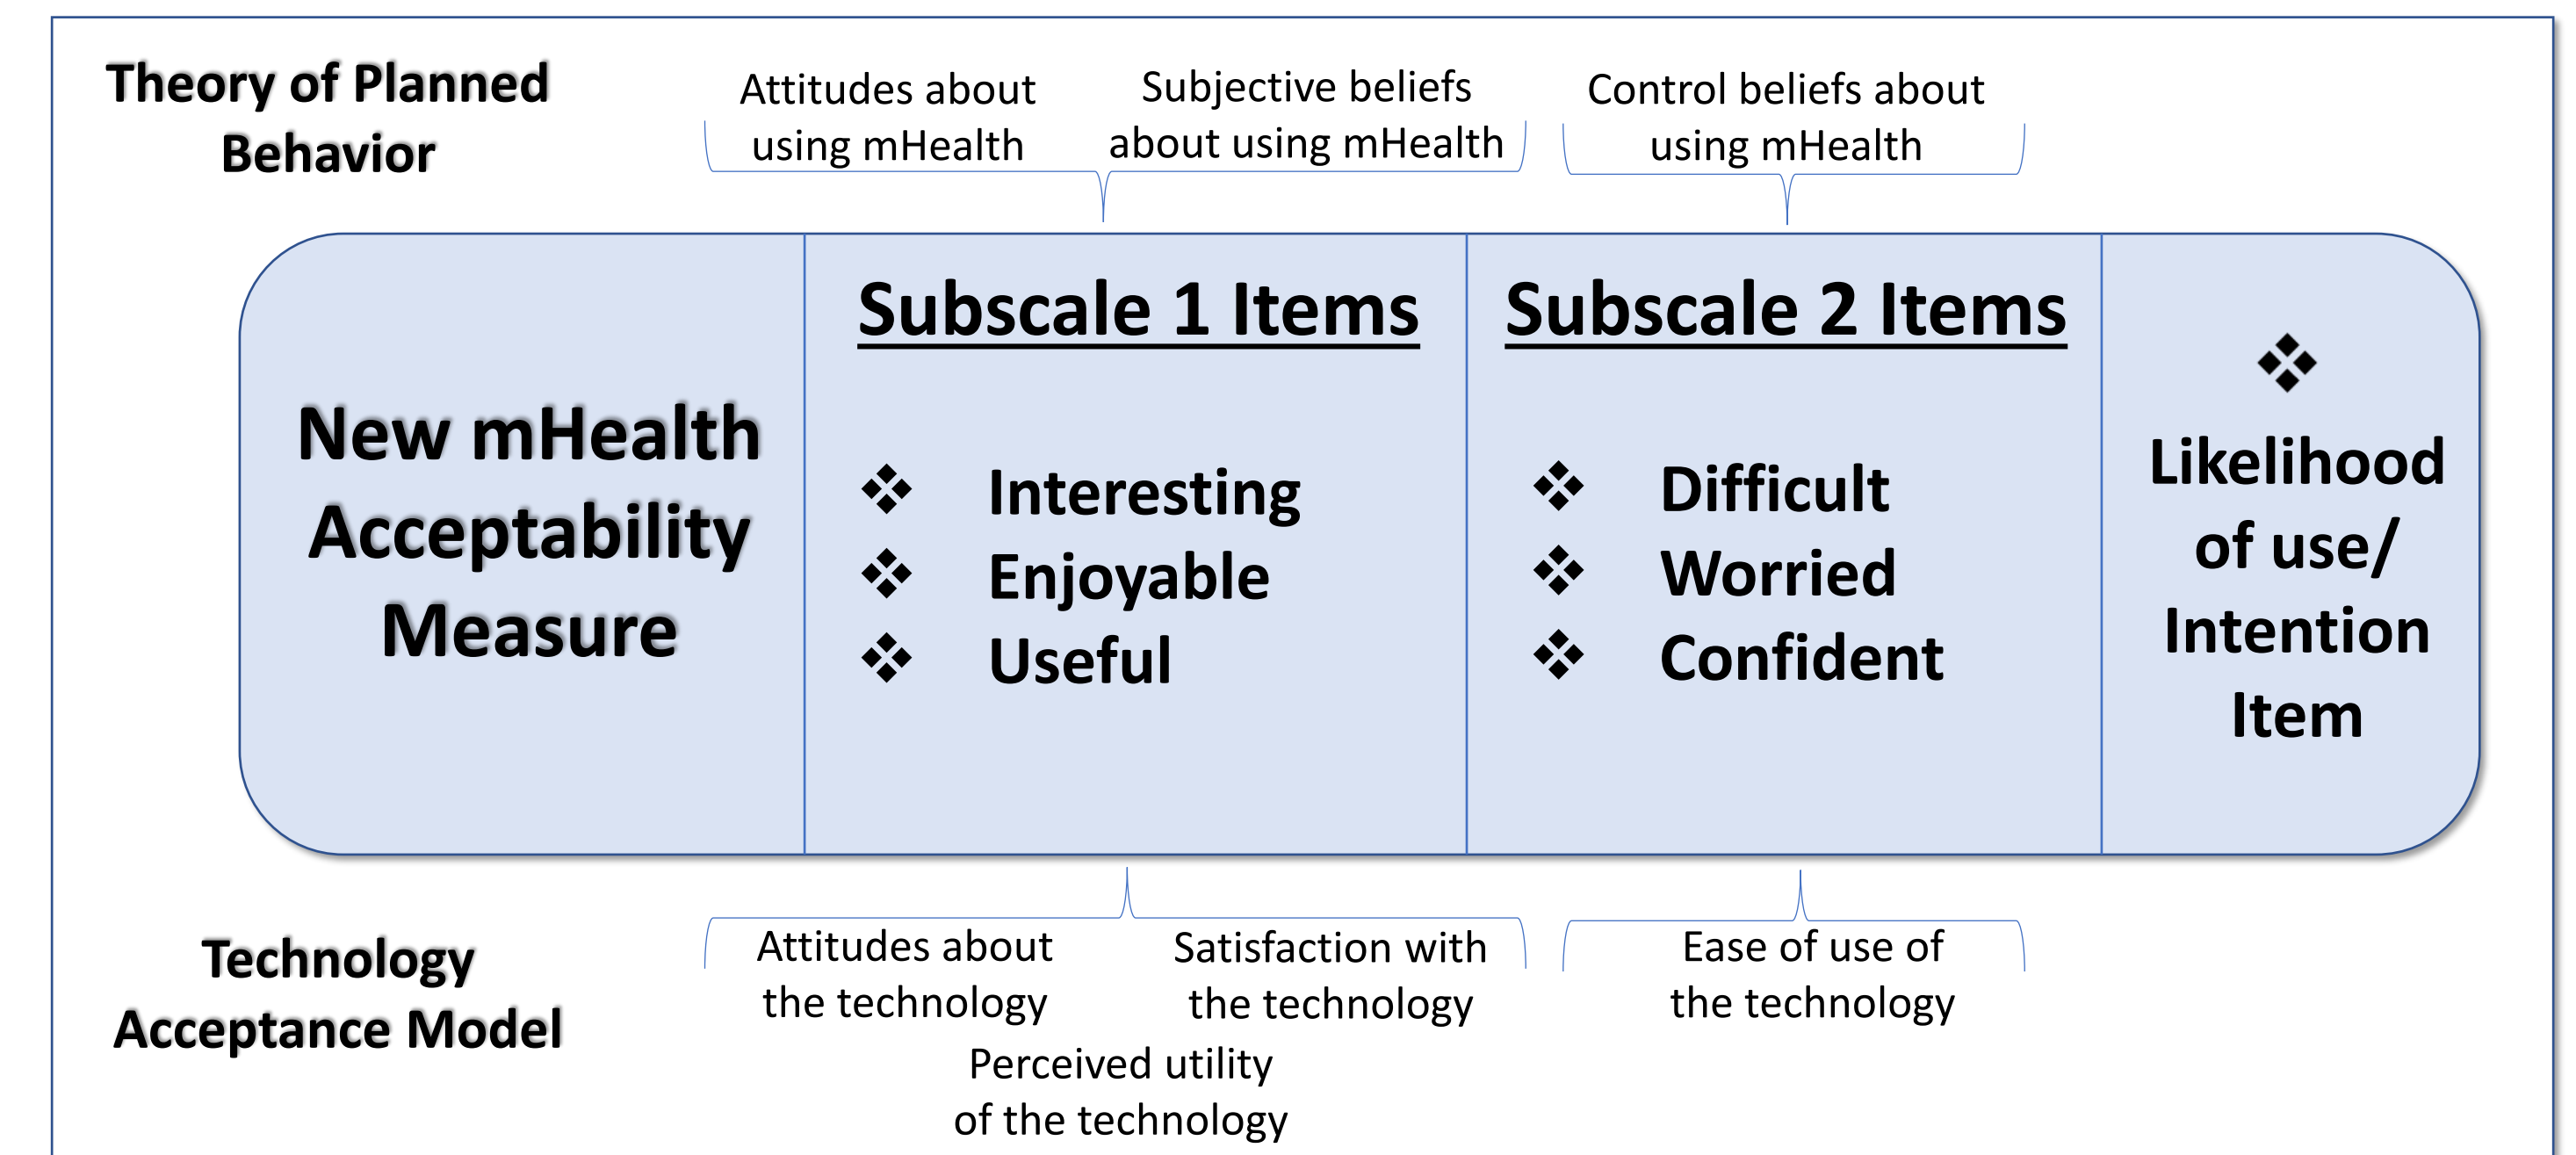 Theory of Planned
Behavior
Attitudes about
using mHealth
Subjective beliefs
about using mHealth
Control beliefs about
using mHealth
New mHealth
Acceptability
Measure
Subscale 1 Items
❖ Interesting
❖ Enjoyable
❖ Useful
Subscale 2 Items
❖ Difficult
❖ Worried
❖ Confident
❖
Likelihood
of use/
Intention
Item
Technology
Acceptance Model
Attitudes about
the technology
Satisfaction with
the technology
Perceived utility
of the technology
Ease of use of
the technology